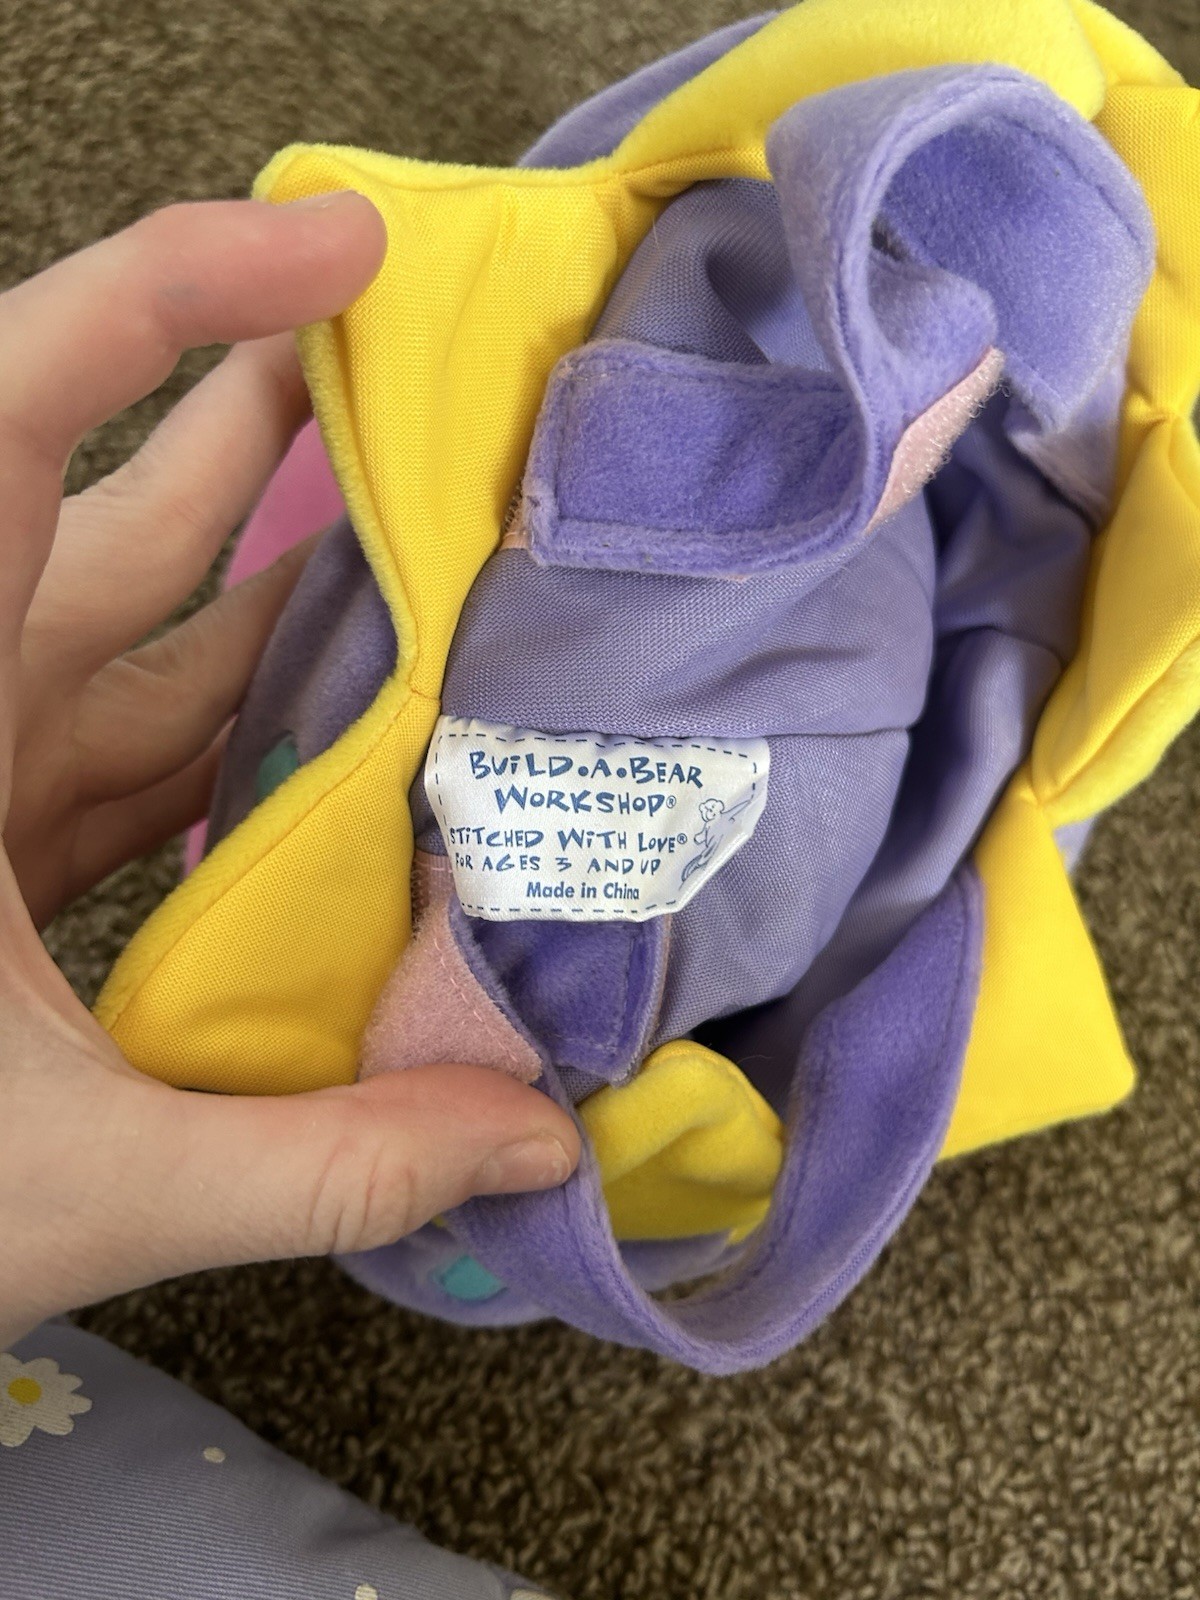 BUiLD•A•BEAR
WORKSHOP®
STiTCHED WiTH LOVE®
FOR AGES 3 AND UP
Made in China